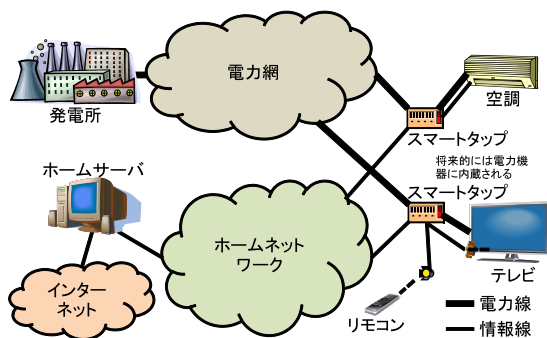 電力網
発電所
空調
スマートタップ
将来的には電力機
器に内蔵される
スマートタップ
ホームサーバ
ホームネット
ワーク
インター
ネット
リモコン
テレビ
電力線
情報線